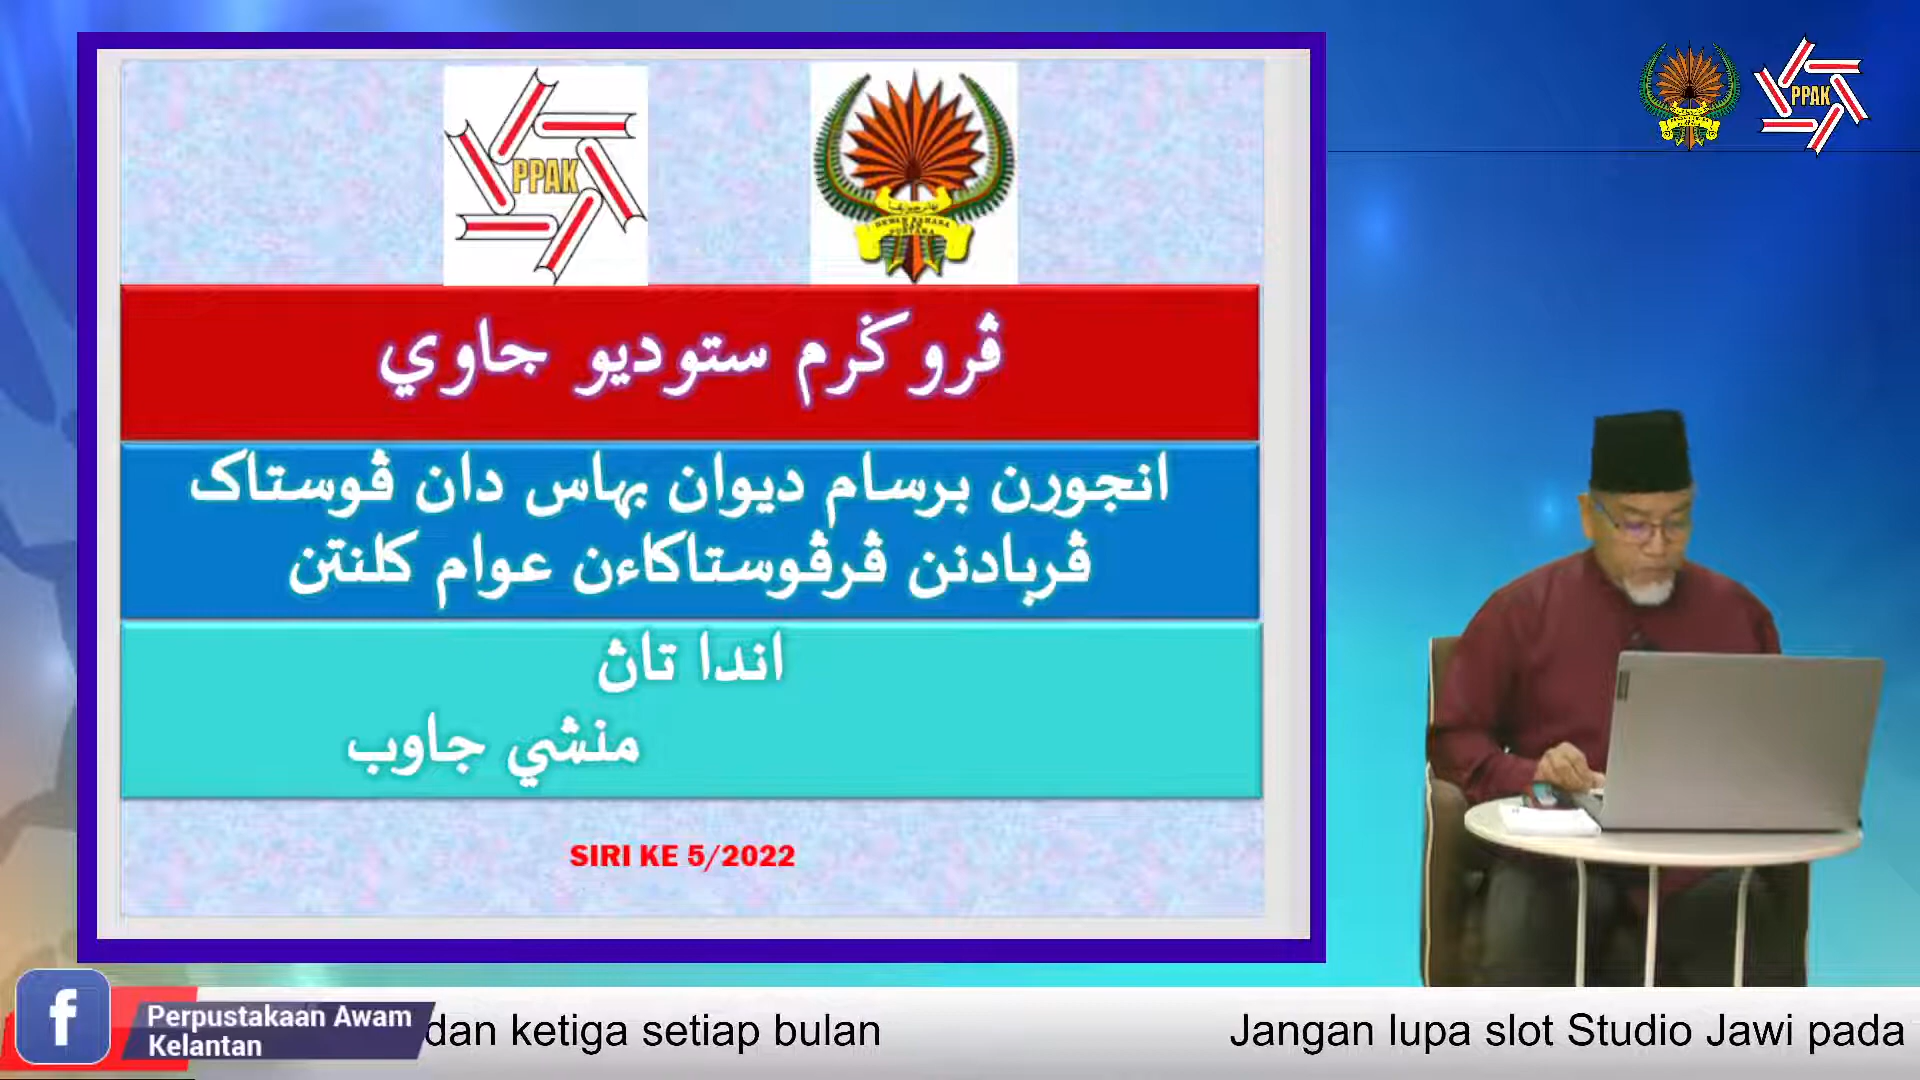 PPAK
ڤروݢرم ستوديو جاوي
انجورن برسام ديوان بهاس دان ڤوستاک
ڤربادنن ڤرڤوستاکاءن عوام کلنتن
اندا تاڽ
منشي جاوب
SIRI KE 5/2022
PPAK
Perpustakaan Awam
Kelantan
dan ketiga setiap bulan
Jangan lupa slot Studio Jawi pada